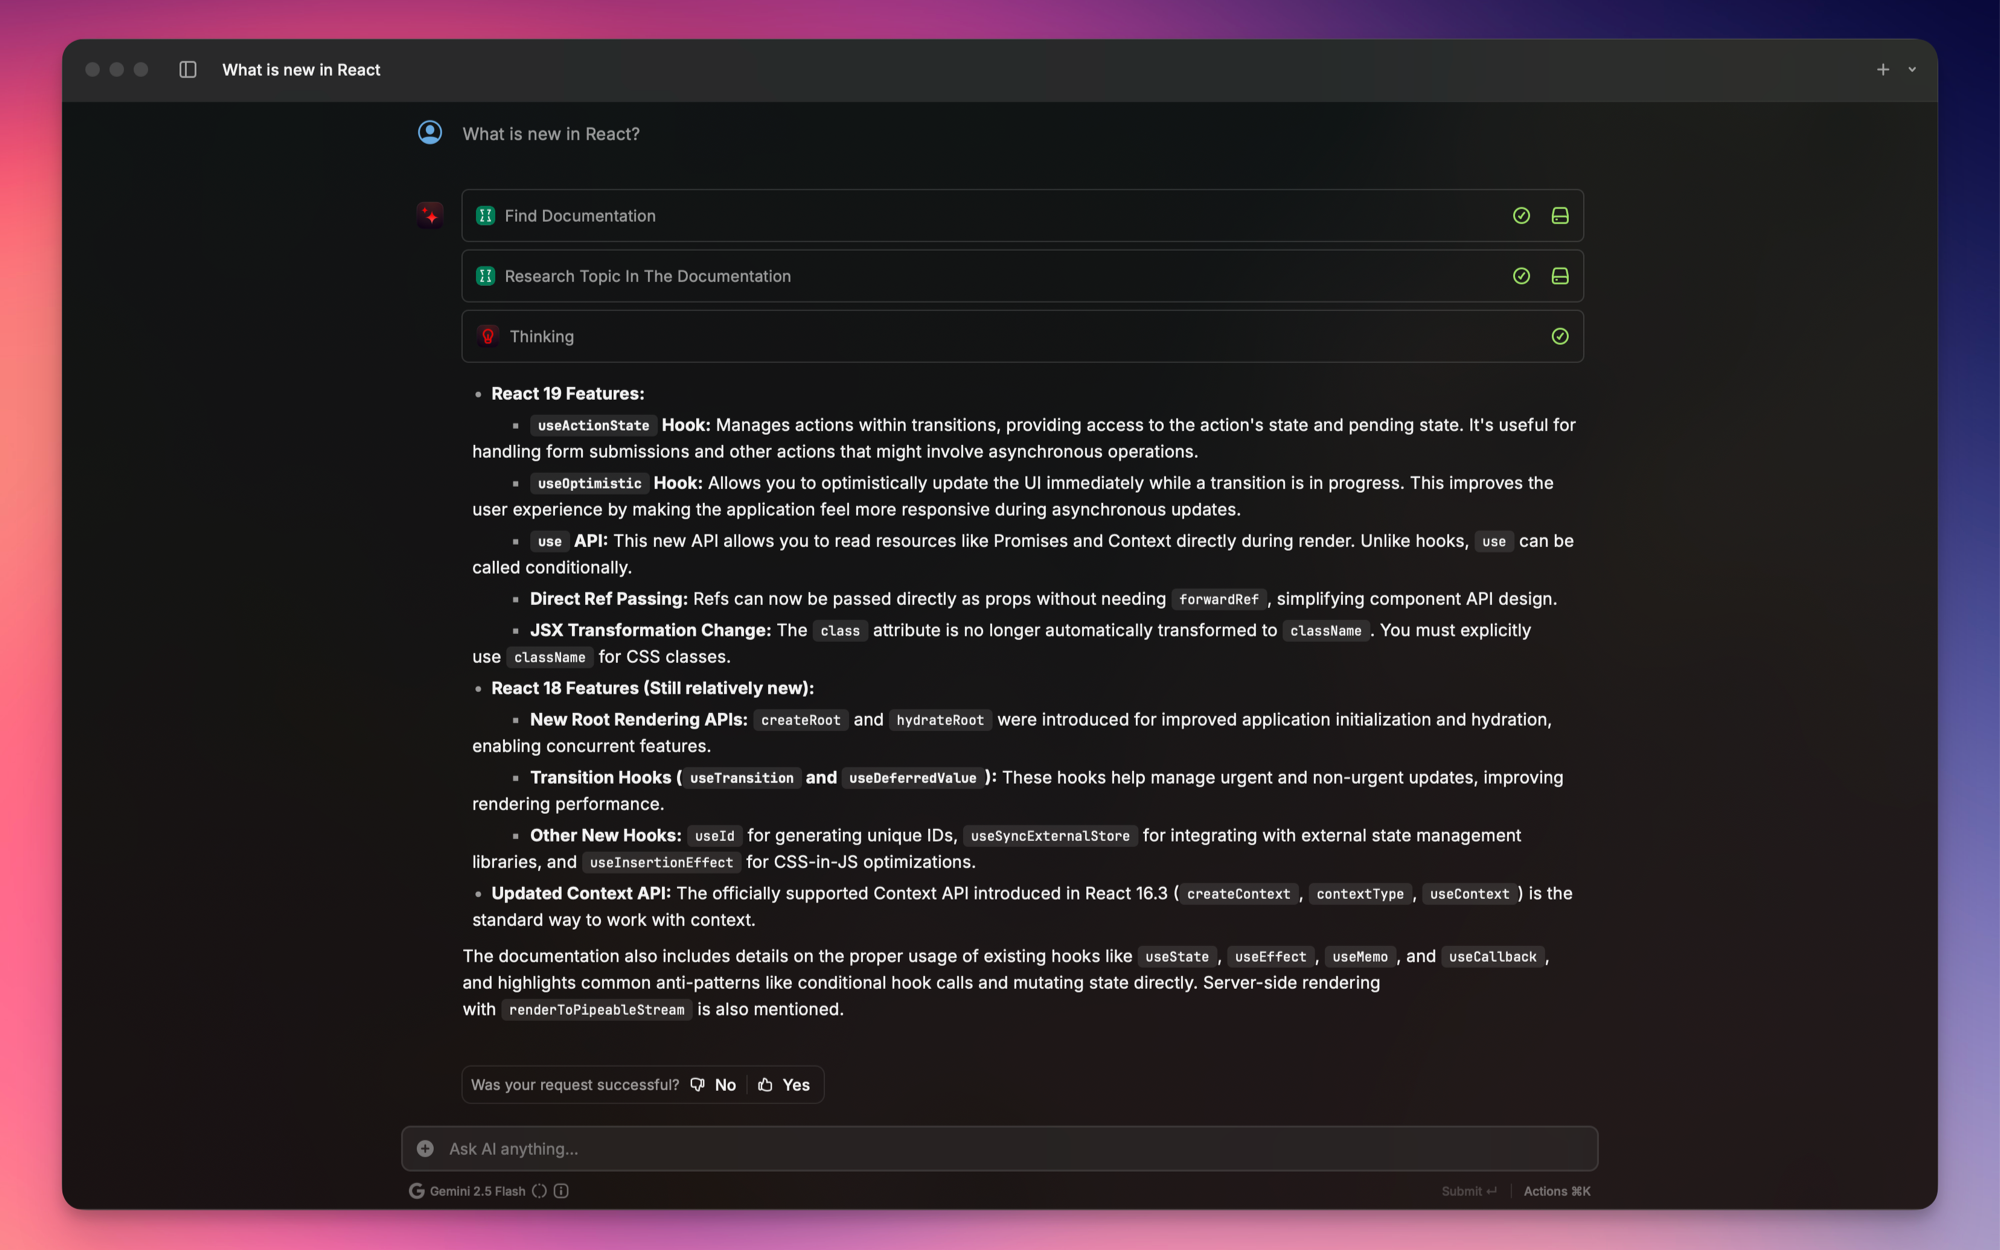 What is new in React
What is new in React?
Find Documentation
Research Topic In The Documentation
Thinking
• React 19 Features:
▪ useActionState Hook: Manages actions within transitions, providing access to the action's state and pending state. It's useful for
handling form submissions and other actions that might involve asynchronous operations.
▪ useOptimistic Hook: Allows you to optimistically update the UI immediately while a transition is in progress. This improves the
user experience by making the application feel more responsive during asynchronous updates.
▪ use API: This new API allows you to read resources like Promises and Context directly during render. Unlike hooks, use can be
called conditionally.
▪ Direct Ref Passing: Refs can now be passed directly as props without needing forwardRef, simplifying component API design.
▪ JSX Transformation Change: The class attribute is no longer automatically transformed to className. You must explicitly
use className for CSS classes.
• React 18 Features (Still relatively new):
▪ New Root Rendering APIs: createRoot and hydrateRoot were introduced for improved application initialization and hydration,
enabling concurrent features.
▪ Transition Hooks (useTransition and useDeferredValue): These hooks help manage urgent and non-urgent updates, improving
rendering performance.
▪ Other New Hooks: useId for generating unique IDs, useSyncExternalStore for integrating with external state management
libraries, and useInsertionEffect for CSS-in-JS optimizations.
• Updated Context API: The officially supported Context API introduced in React 16.3 (createContext, contextType, useContext) is the
standard way to work with context.
The documentation also includes details on the proper usage of existing hooks like useState, useEffect, useMemo, and useCallback,
and highlights common anti-patterns like conditional hook calls and mutating state directly. Server-side rendering
with renderToPipeableStream is also mentioned.
Was your request successful? No Yes
Ask AI anything...
Gemini 2.5 Flash
Submit ↵ Actions ⌘K